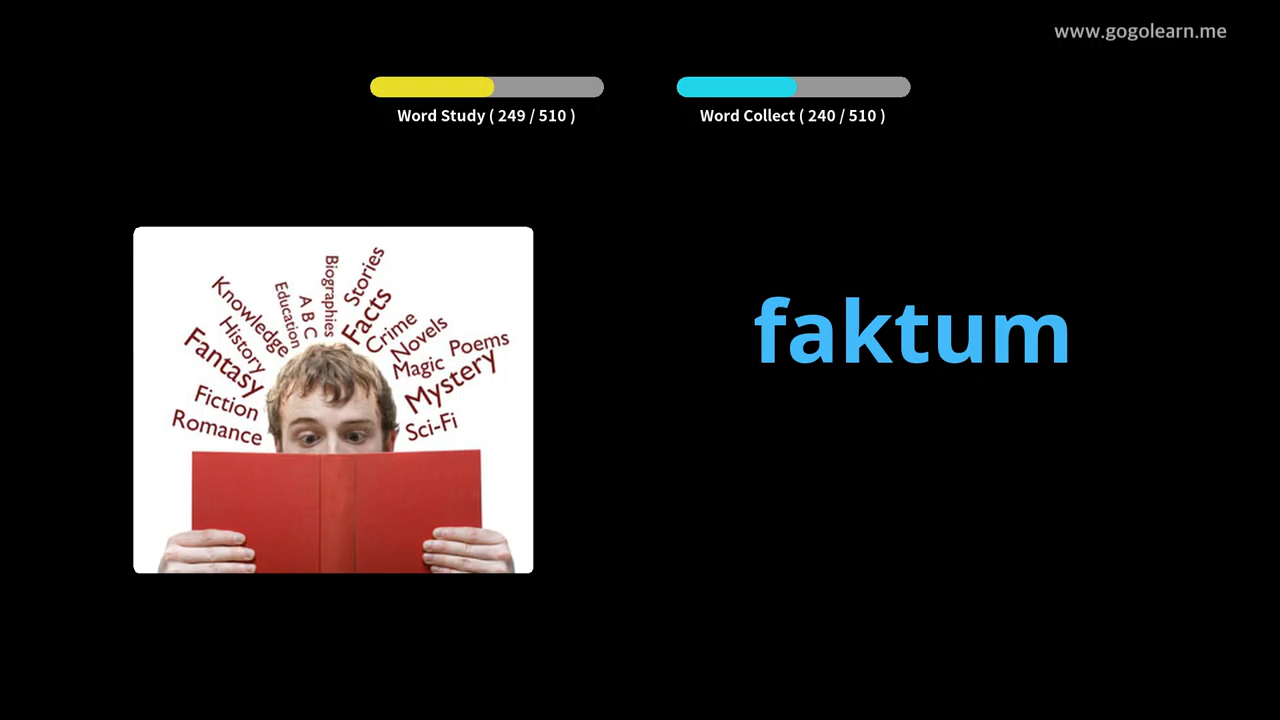 www.gogolearn.me
Word Study ( 249 / 510 )
Word Collect ( 240 / 510 )
faktum
Biographies
Stories
Education
A B C
Facts
Knowledge
History
Crime
Novels
Poems
Fantasy
Magic
Mystery
Fiction
Romance
Sci-Fi